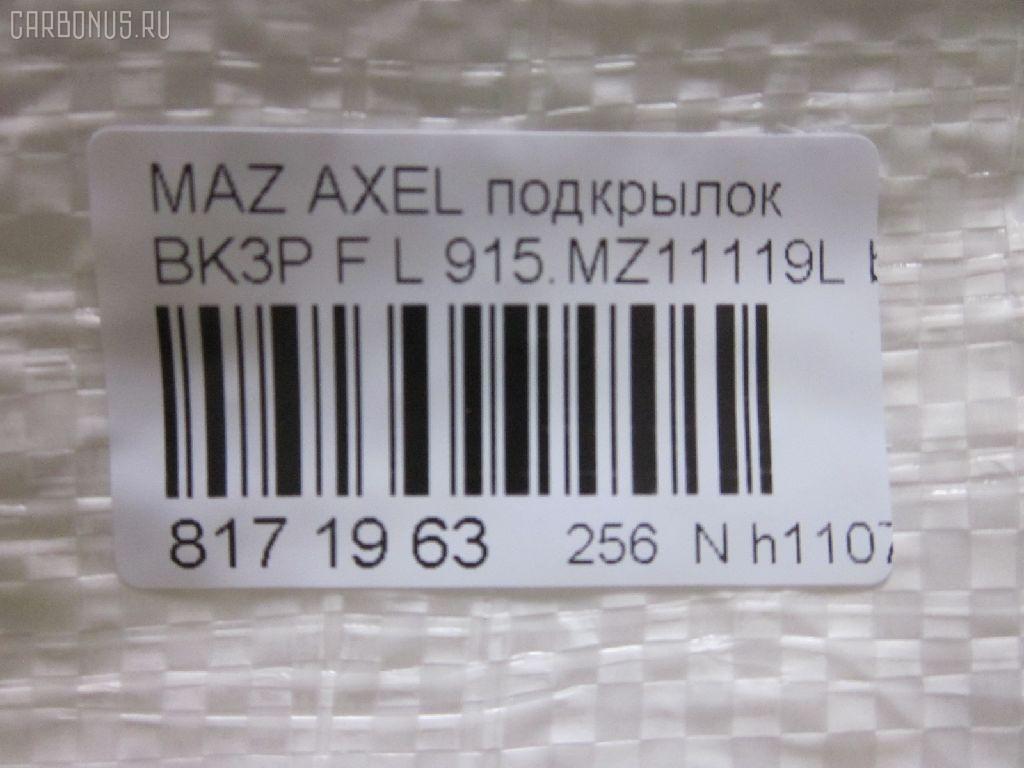 CARBONUS.RU
MAZ AXEL подкрылок
BK3P F L 915.MZ11119L
817 19 63 256 N h1107